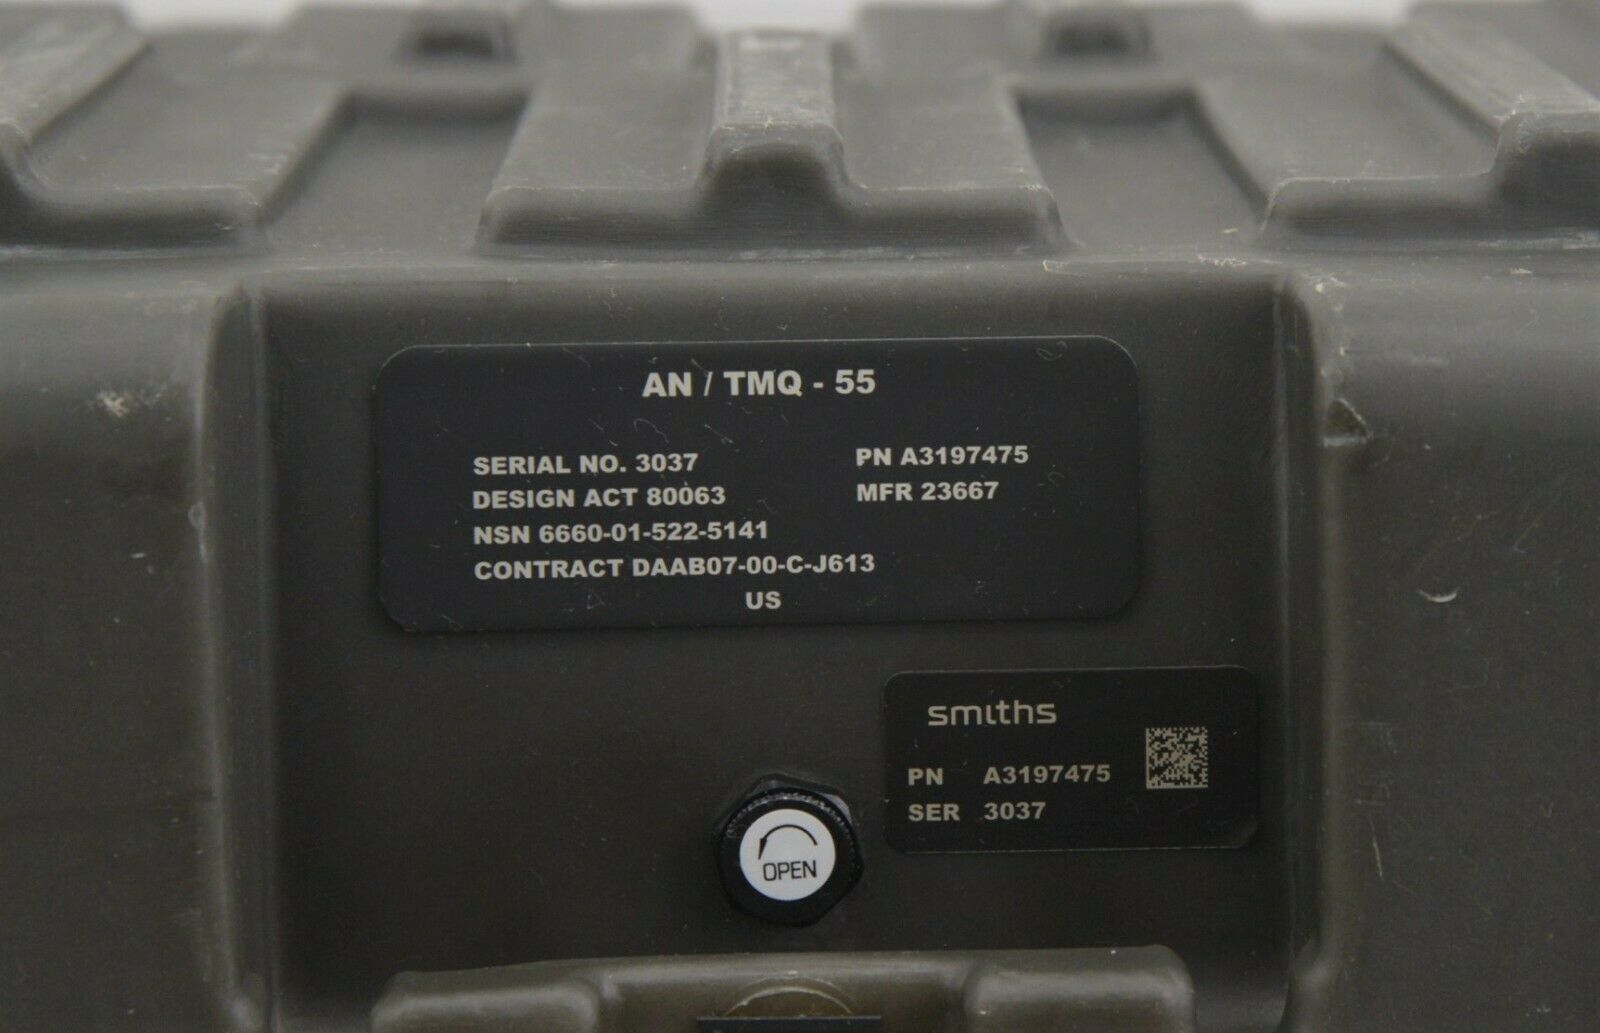 AN / TMQ - 55
SERIAL NO. 3037 PN A3197475
DESIGN ACT 80063 MFR 23667
NSN 6660-01-522-5141
CONTRACT DAAB07-00-C-J613
US
smiths
PN A3197475
SER 3037
OPEN